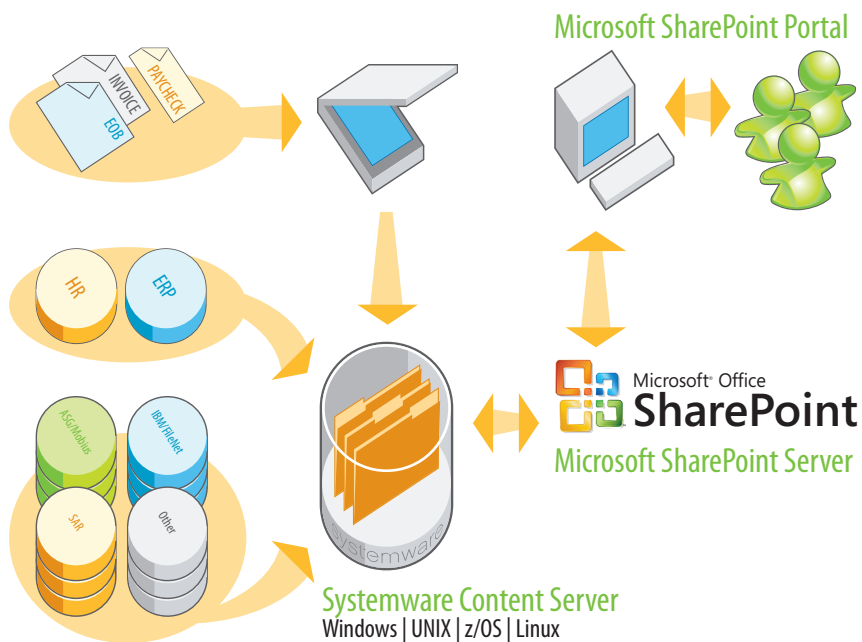 Microsoft SharePoint Portal
EOB
INVOICE
PAYCHECK
HR
ERP
ASG/Mobius
IBM/FileNet
SAR
Other
systemware
Microsoft® Office
SharePoint
Microsoft SharePoint Server
Systemware Content Server
Windows | UNIX | z/OS | Linux